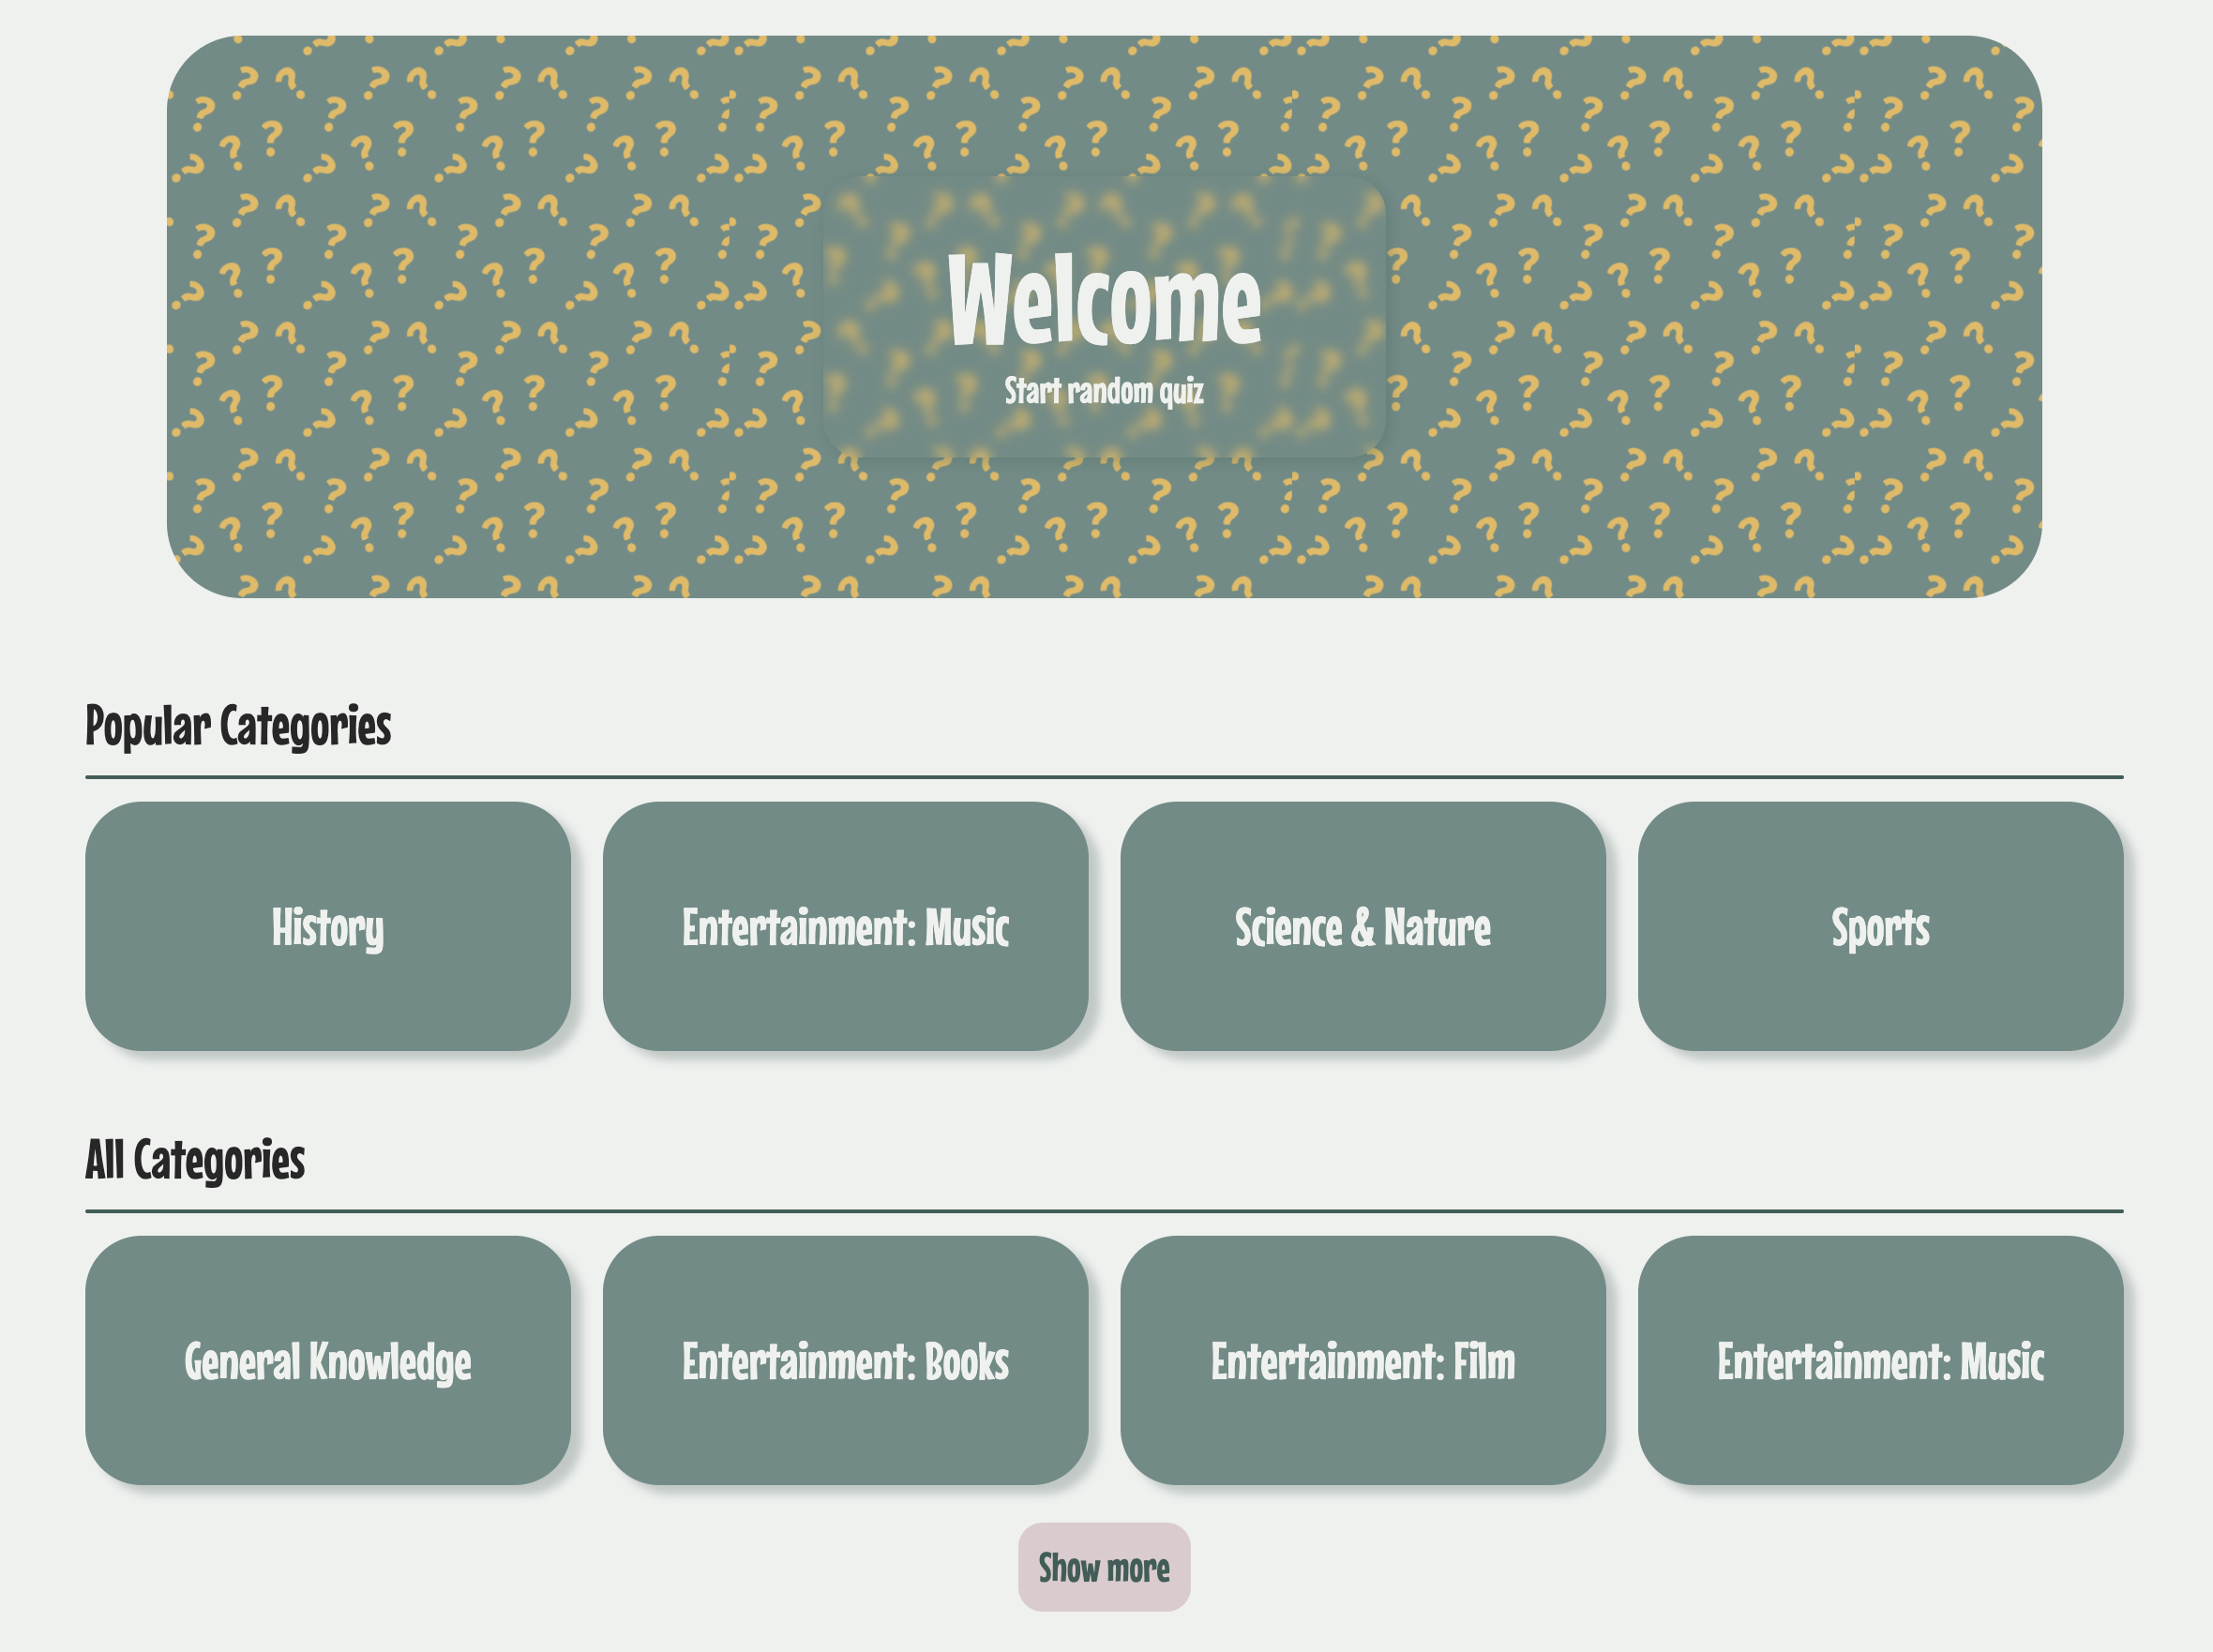 Welcome
Start random quiz
Popular Categories
History
Entertainment: Music
Science & Nature
Sports
All Categories
General Knowledge
Entertainment: Books
Entertainment: Film
Entertainment: Music
Show more